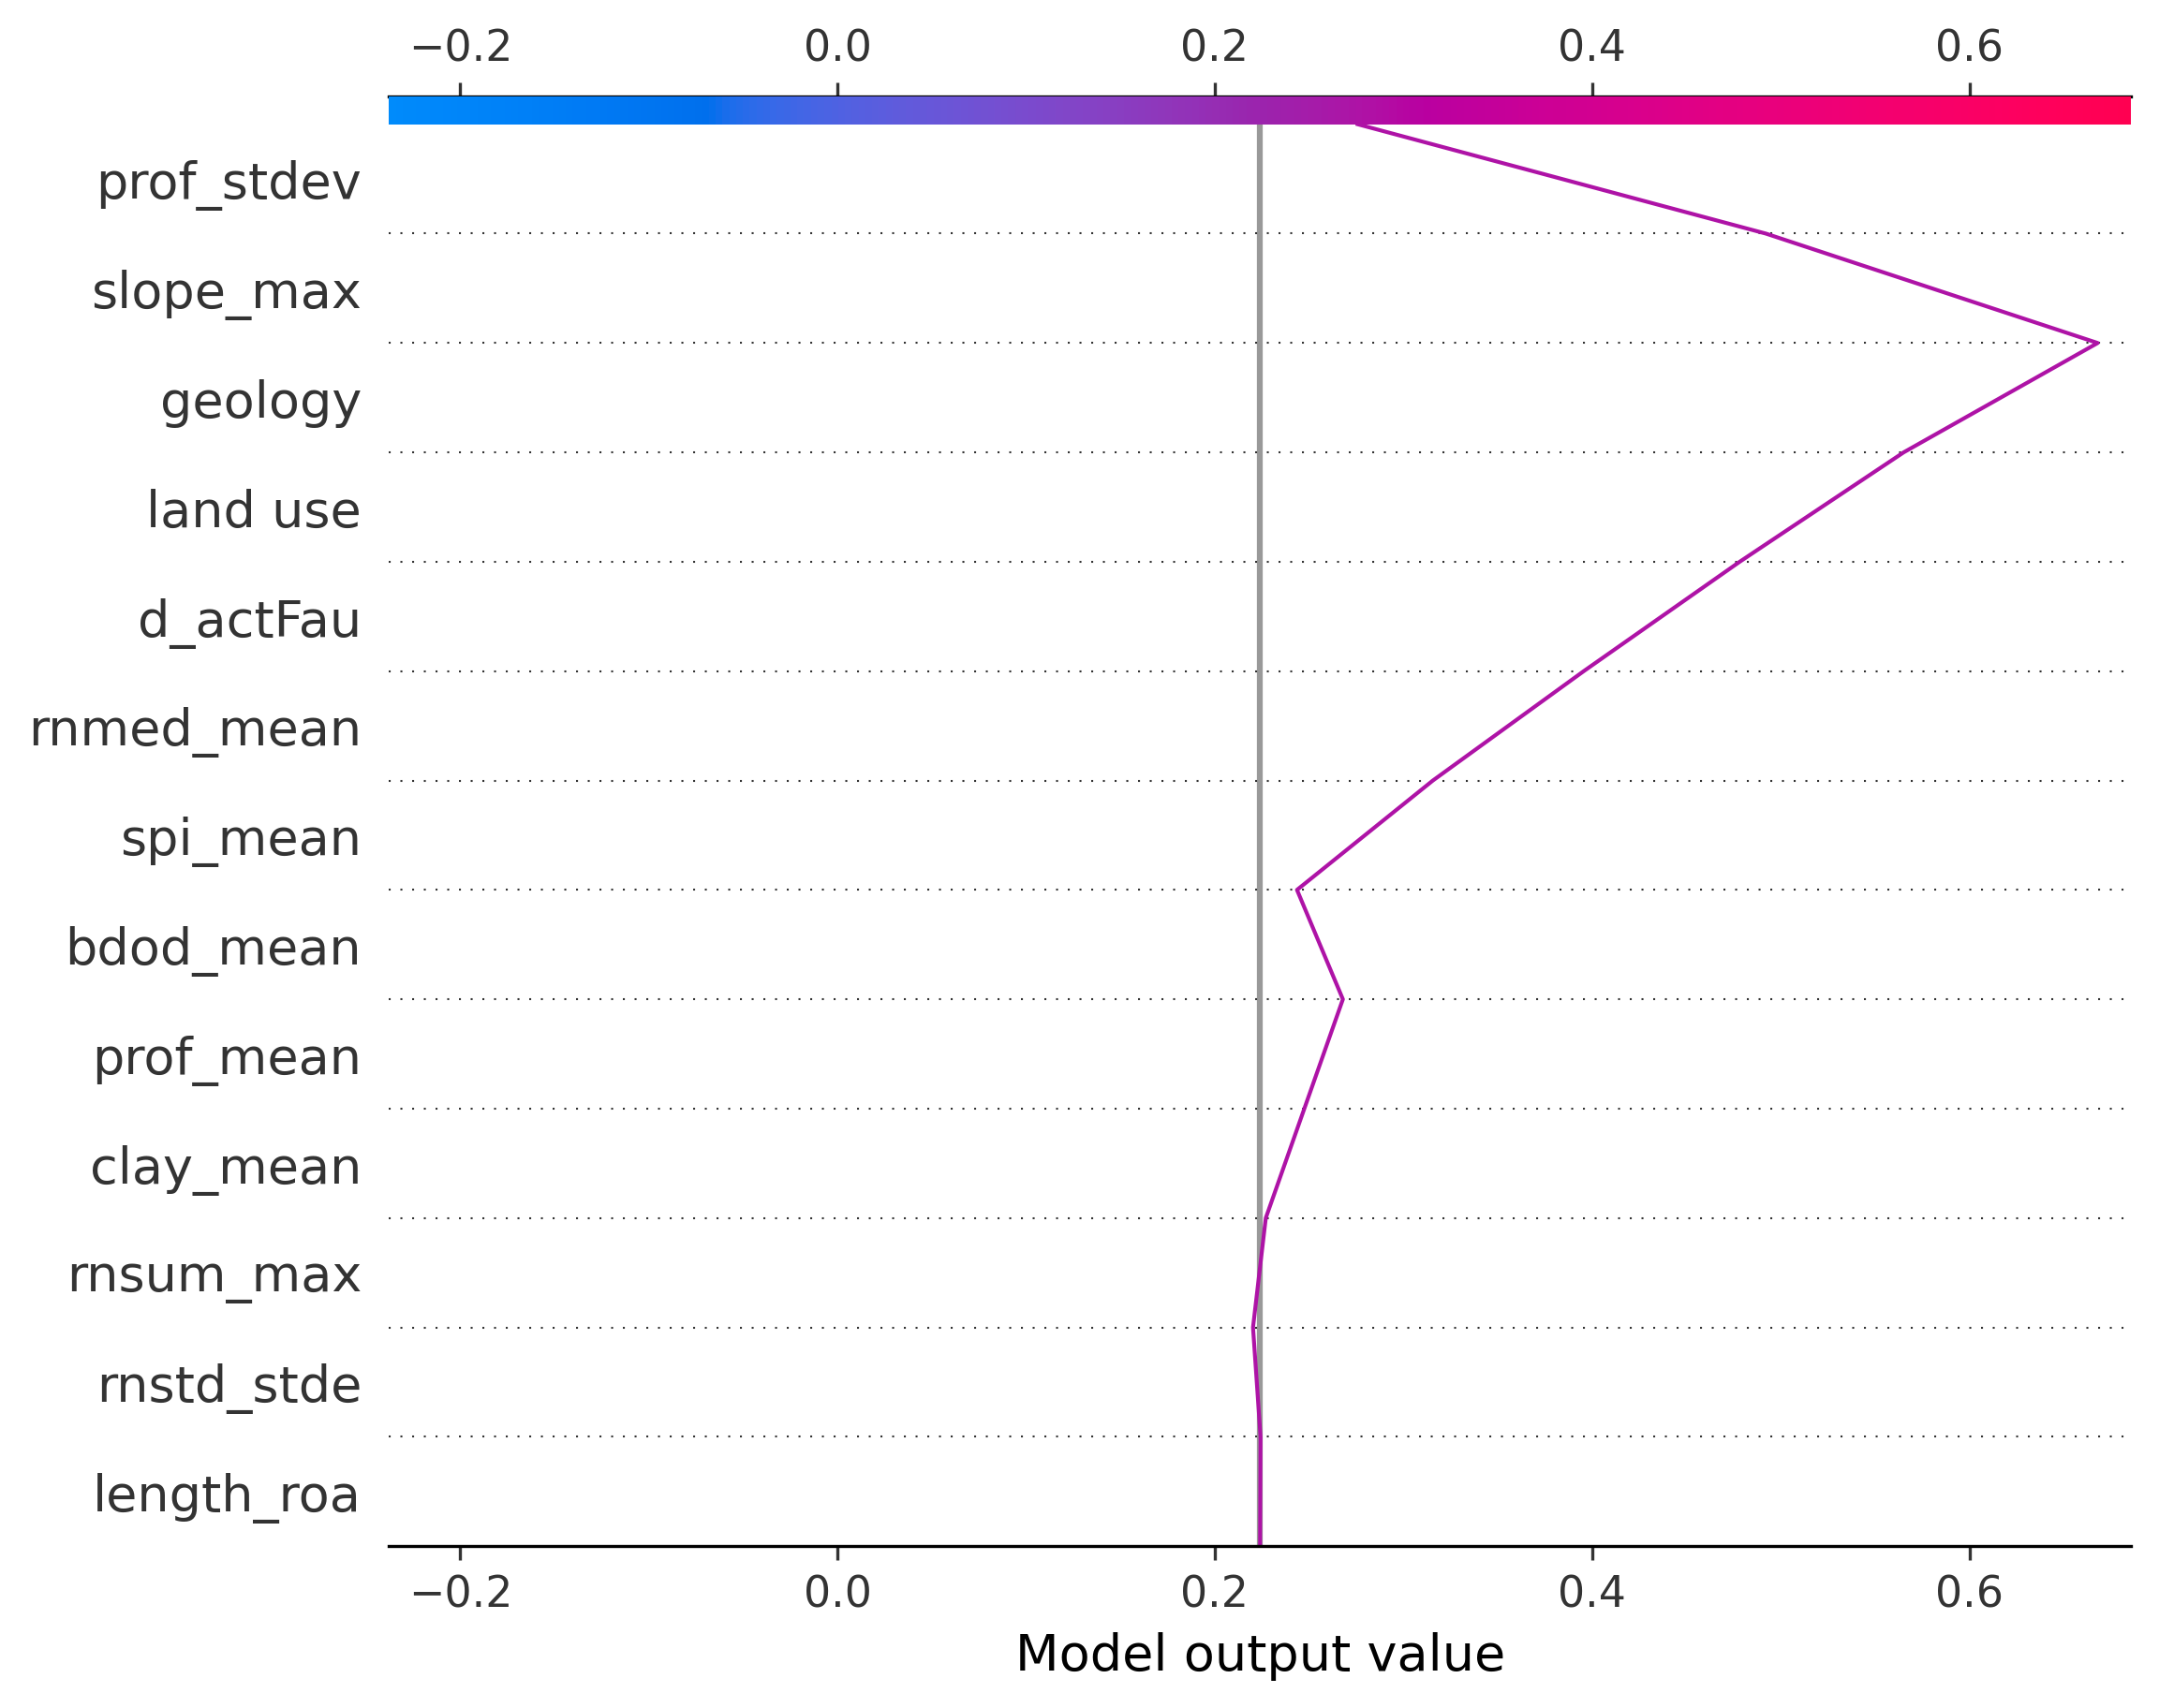 −0.2 0.0 0.2 0.4 0.6
prof_stdev
slope_max
geology
land use
d_actFau
rnmed_mean
spi_mean
bdod_mean
prof_mean
clay_mean
rnsum_max
rnstd_stde
length_roa
−0.2 0.0 0.2 0.4 0.6
Model output value